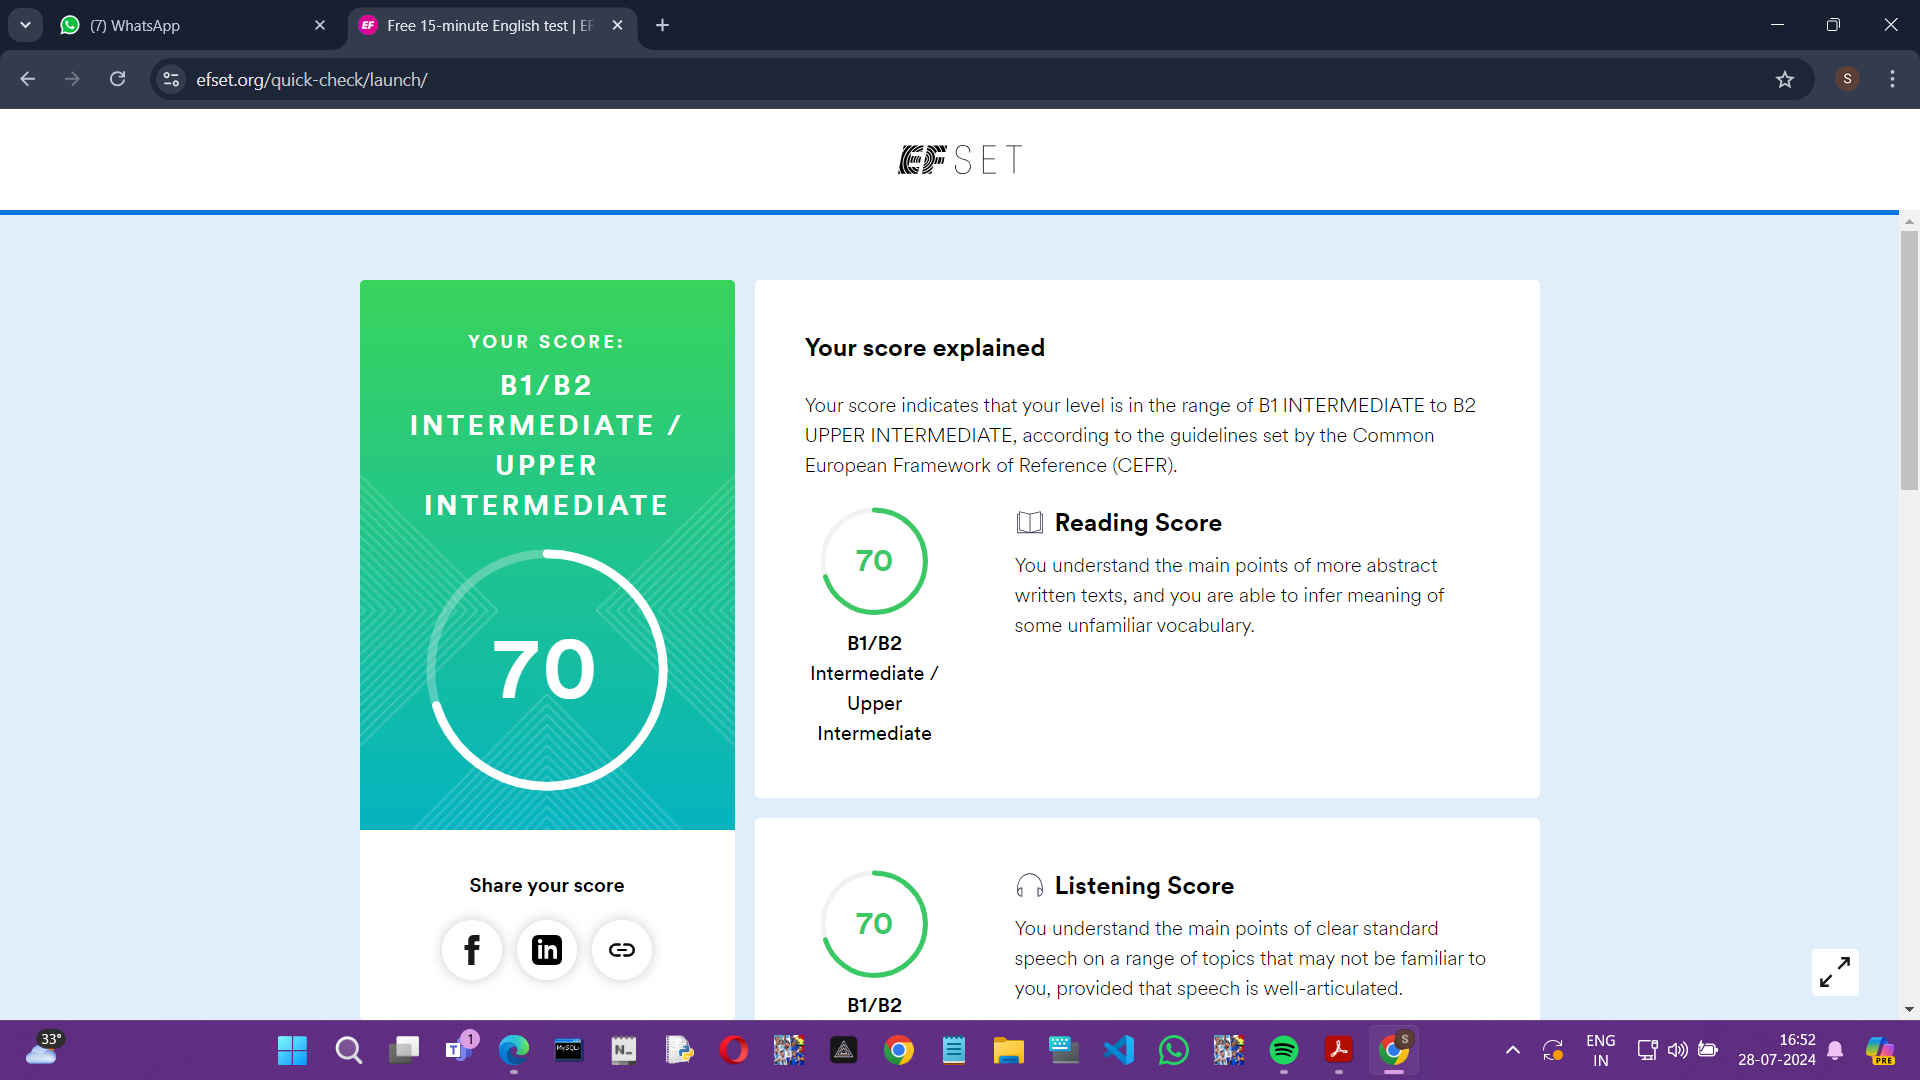 (7) WhatsApp
Free 15-minute English test | EF
efset.org/quick-check/launch/
S
EF SET
YOUR SCORE:
B1/B2
INTERMEDIATE /
UPPER
INTERMEDIATE
70
Share your score
Your score explained
Your score indicates that your level is in the range of B1 INTERMEDIATE to B2
UPPER INTERMEDIATE, according to the guidelines set by the Common
European Framework of Reference (CEFR).
70
B1/B2
Intermediate /
Upper
Intermediate
Reading Score
You understand the main points of more abstract
written texts, and you are able to infer meaning of
some unfamiliar vocabulary.
70
B1/B2
Listening Score
You understand the main points of clear standard
speech on a range of topics that may not be familiar to
you, provided that speech is well-articulated.
33°
1
MySQL
S
ENG
IN
16:52
28-07-2024
PRE